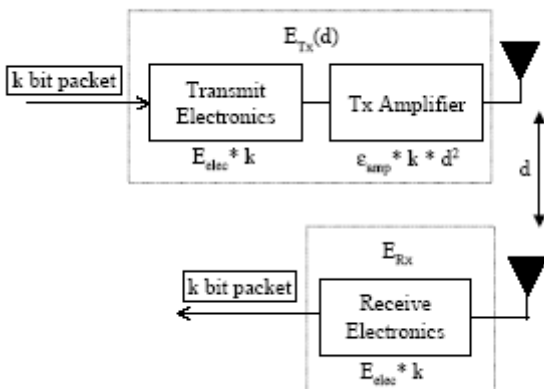 E_Tx(d)
k bit packet
Transmit
Electronics
Tx Amplifier
E_elec* k
ε_amp* k * d²
d
E_Rx
k bit packet
Receive
Electronics
E_elec* k